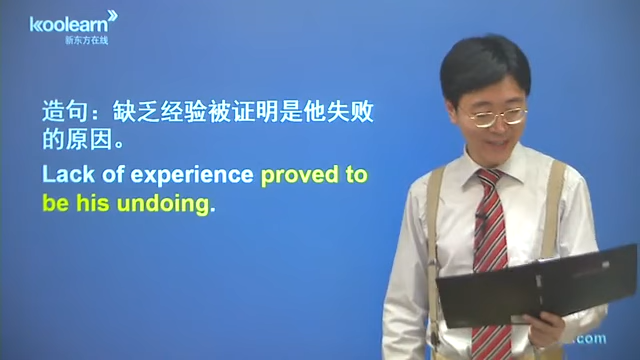 koolearn
新东方在线
造句：缺乏经验被证明是他失败
的原因。
Lack of experience proved to
be his undoing.
.com